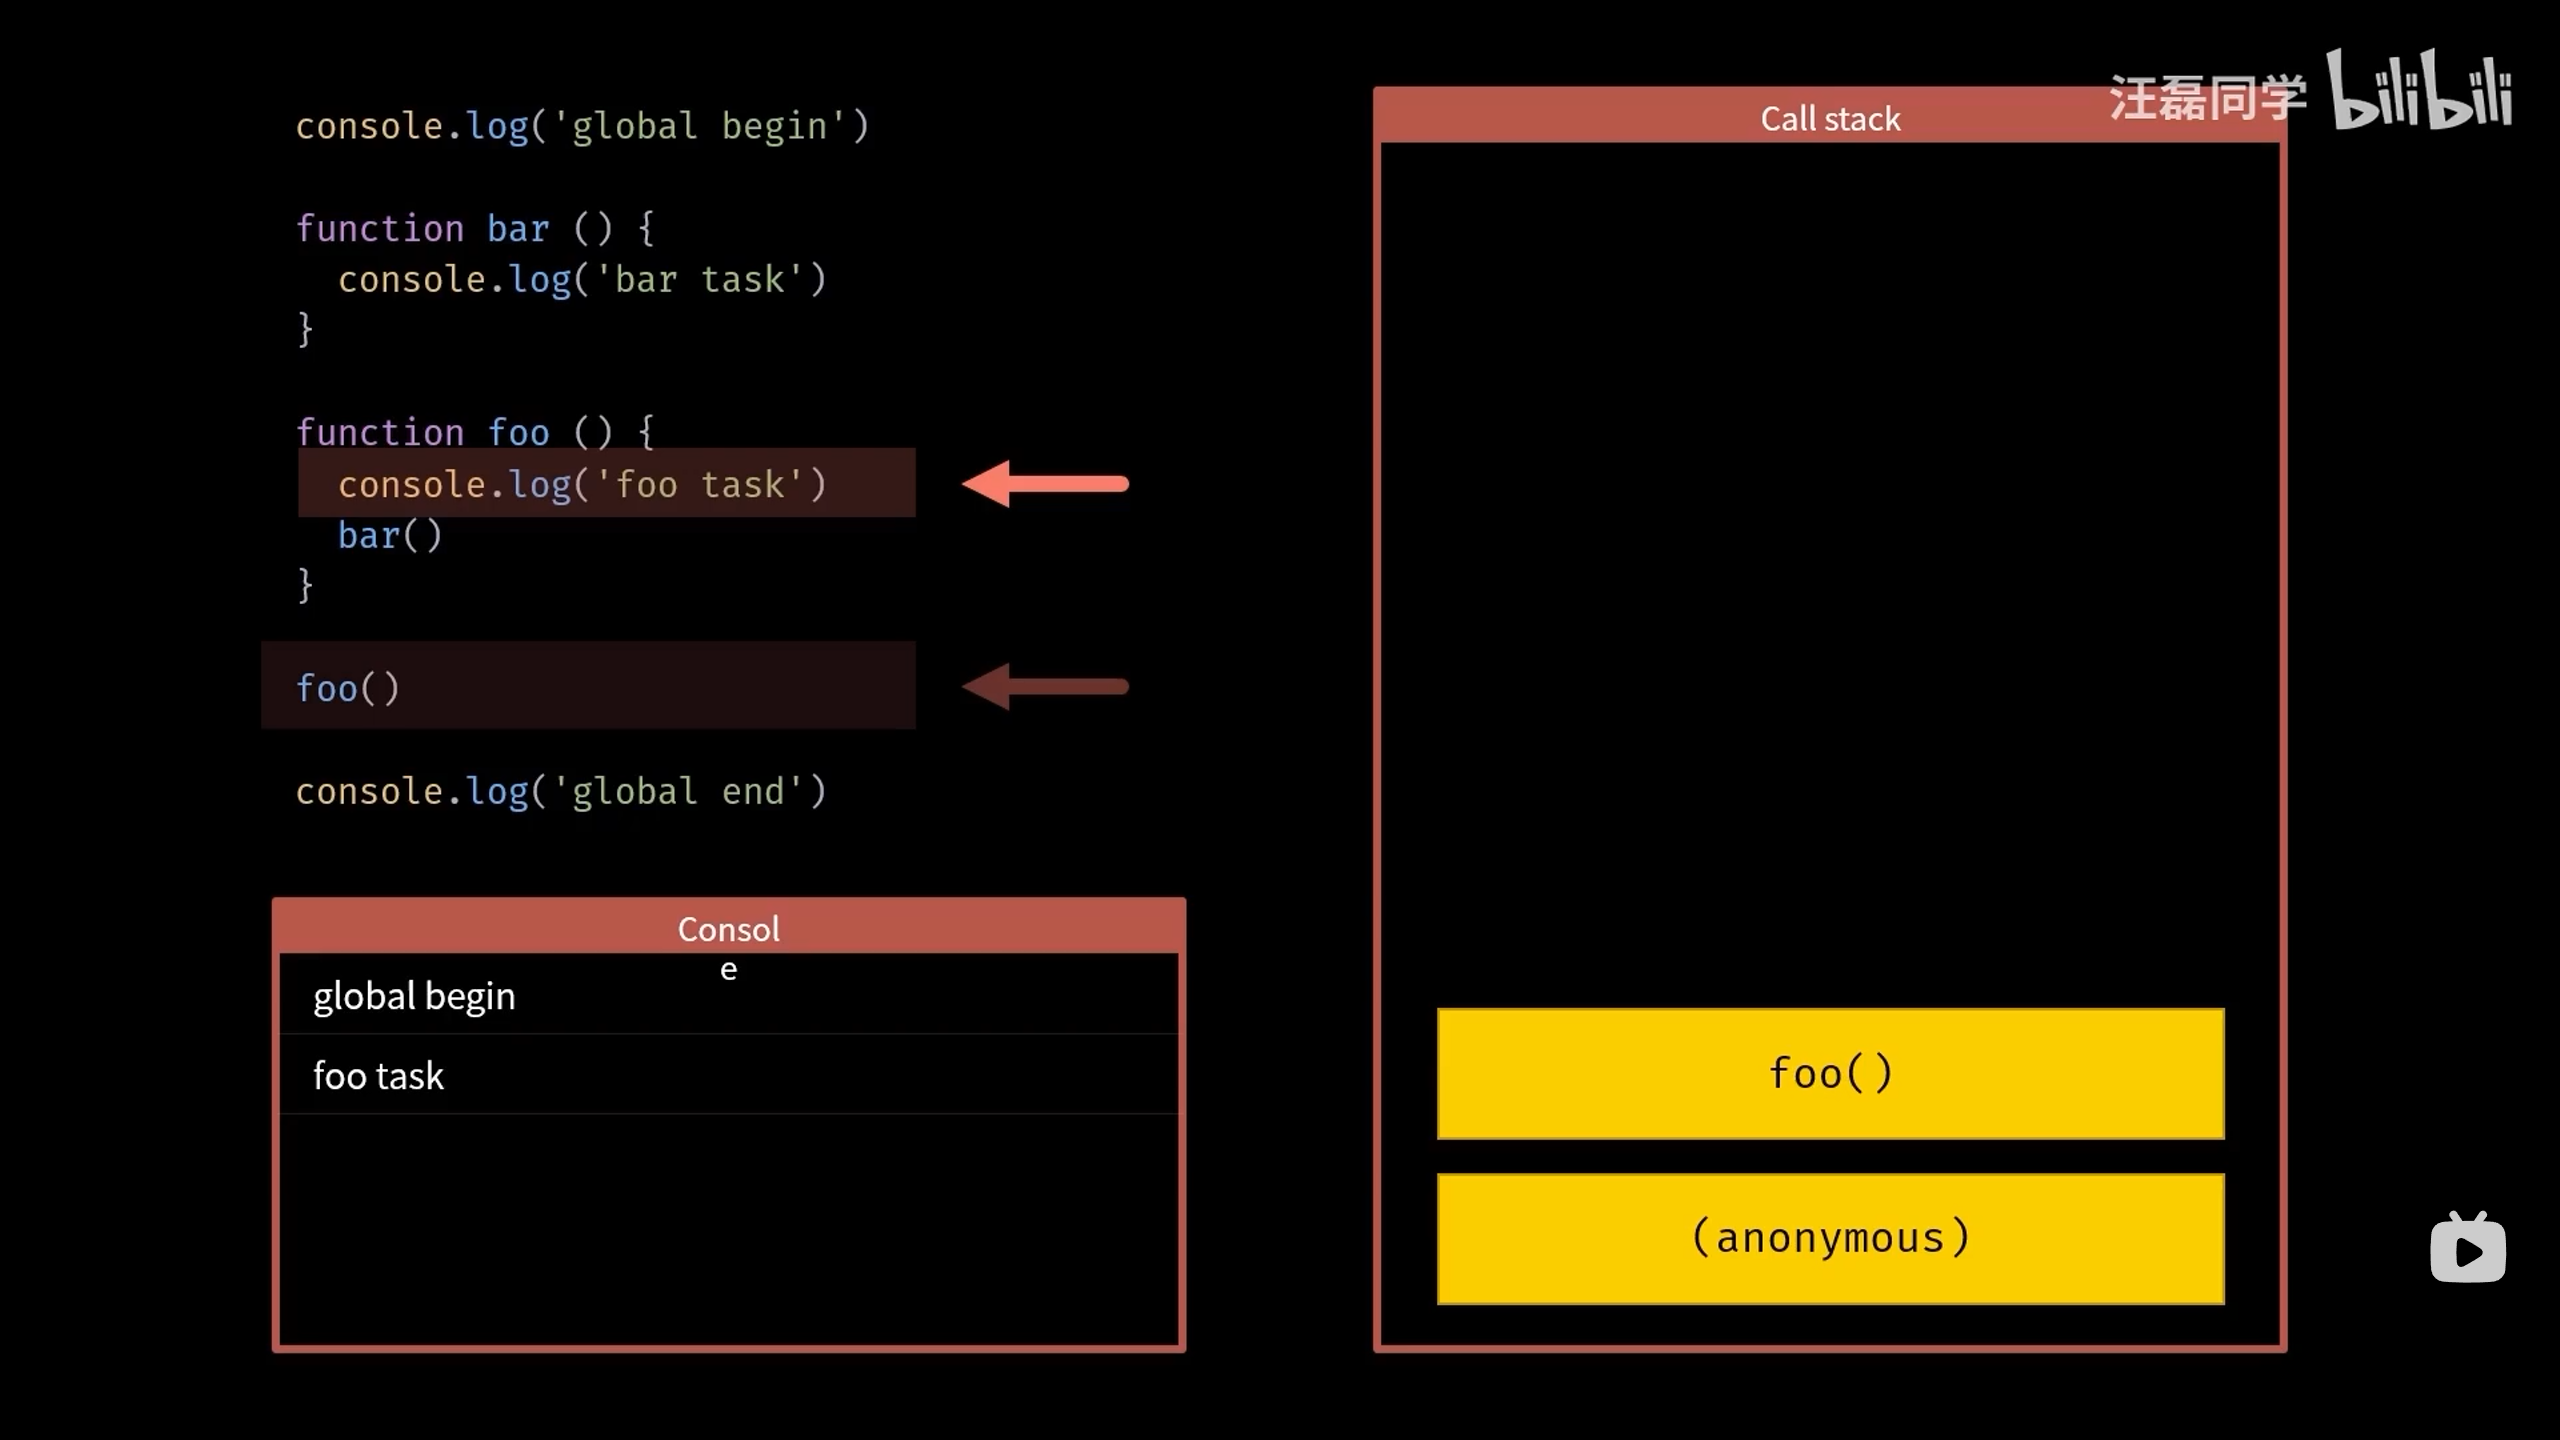 console.log('global begin')
function bar () {
  console.log('bar task')
}
function foo () {
  console.log('foo task')
  bar()
}
foo()
console.log('global end')
Consol
e
global begin
foo task
Call stack
汪磊同学 bilibili
foo()
(anonymous)